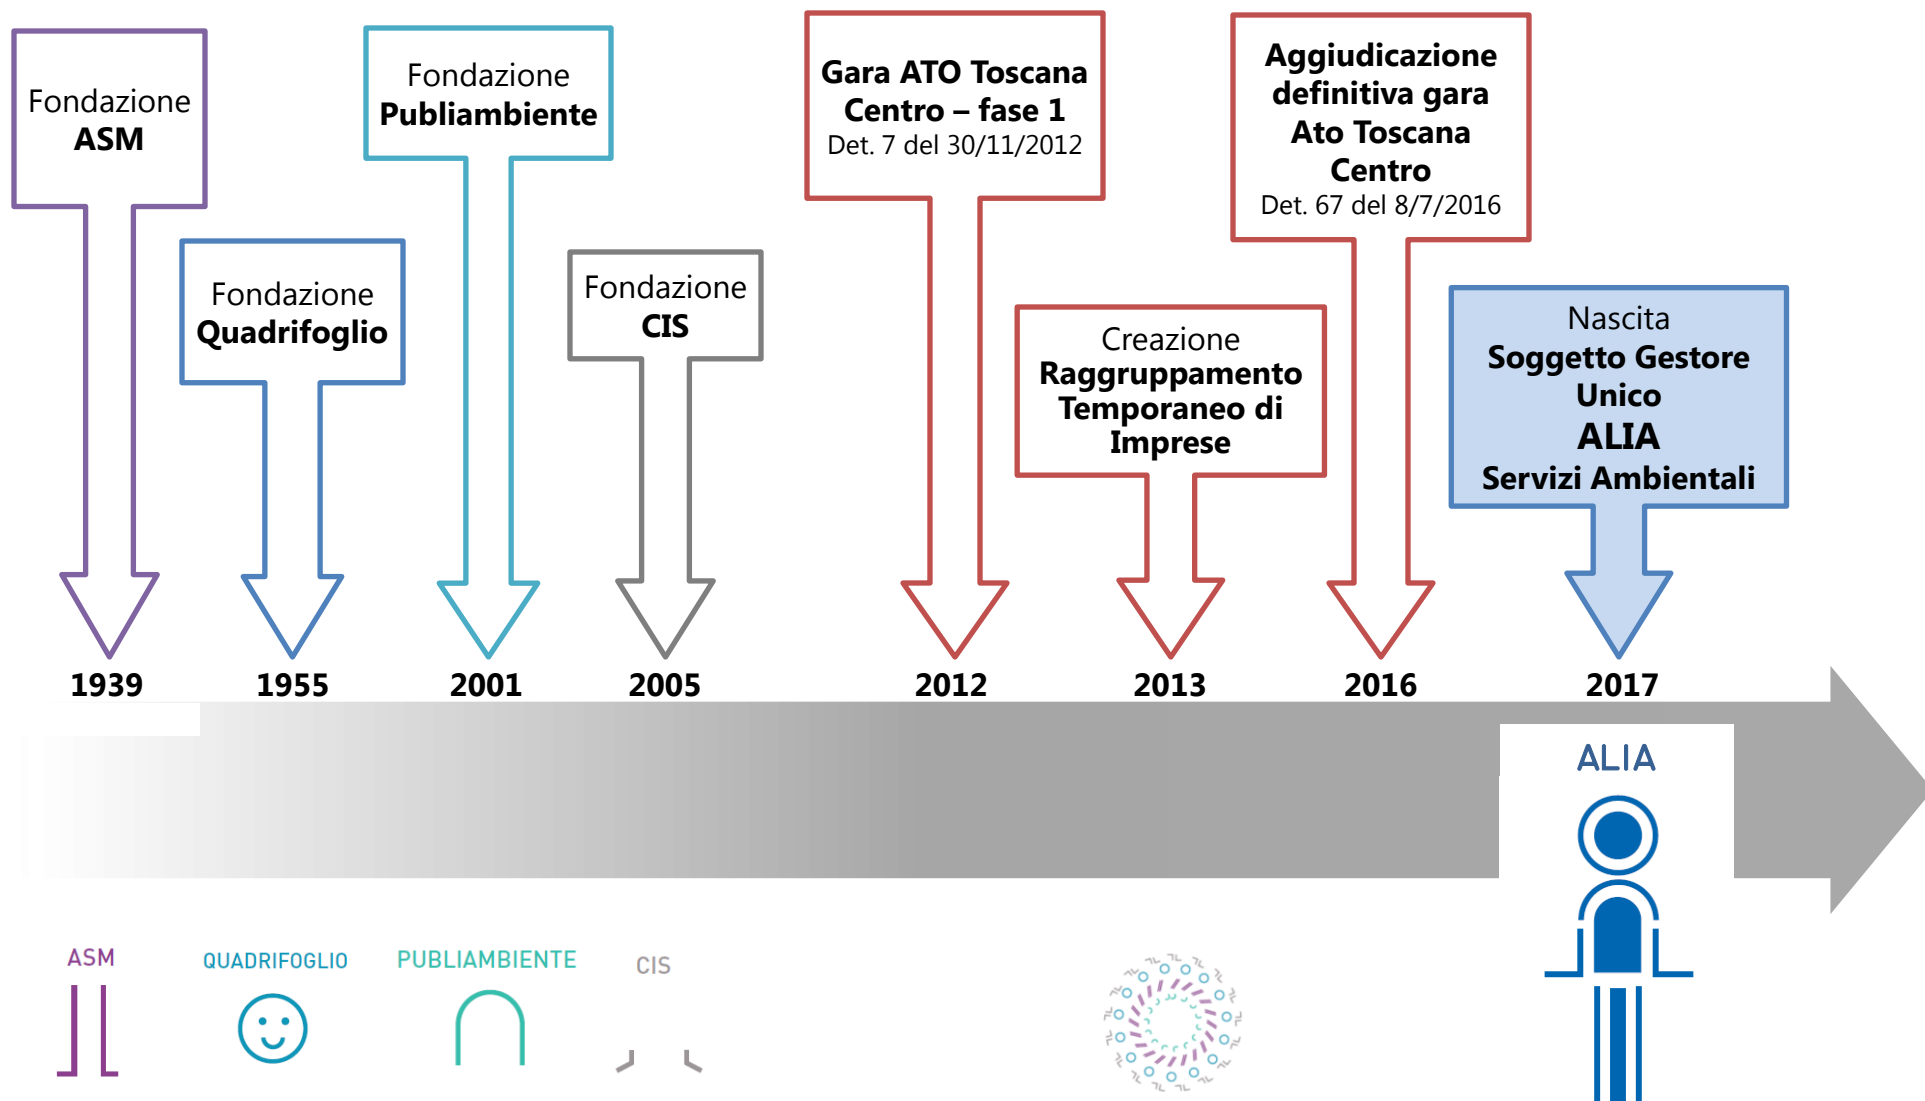 Fondazione
ASM
Fondazione
Quadrifoglio
Fondazione
Publiambiente
Fondazione
CIS
Gara ATO Toscana
Centro – fase 1
Det. 7 del 30/11/2012
Creazione
Raggruppamento
Temporaneo di
Imprese
Aggiudicazione
definitiva gara
Ato Toscana
Centro
Det. 67 del 8/7/2016
Nascita
Soggetto Gestore
Unico
ALIA
Servizi Ambientali
1939
1955
2001
2005
2012
2013
2016
2017
ALIA
ASM
QUADRIFOGLIO
PUBLIAMBIENTE
CIS